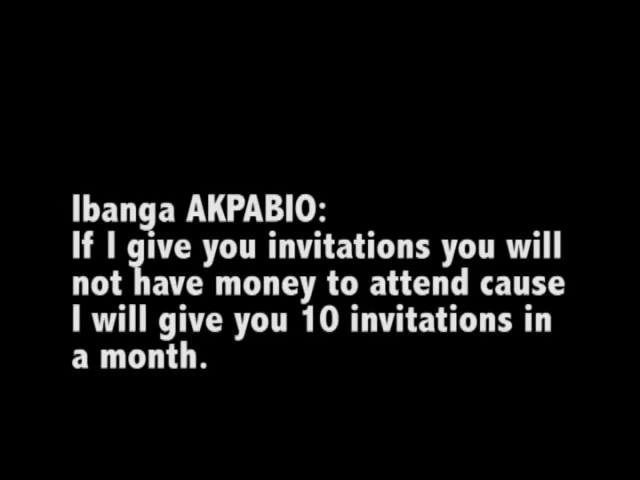 Ibanga AKPABIO:
If I give you invitations you will
not have money to attend cause
I will give you 10 invitations in
a month.